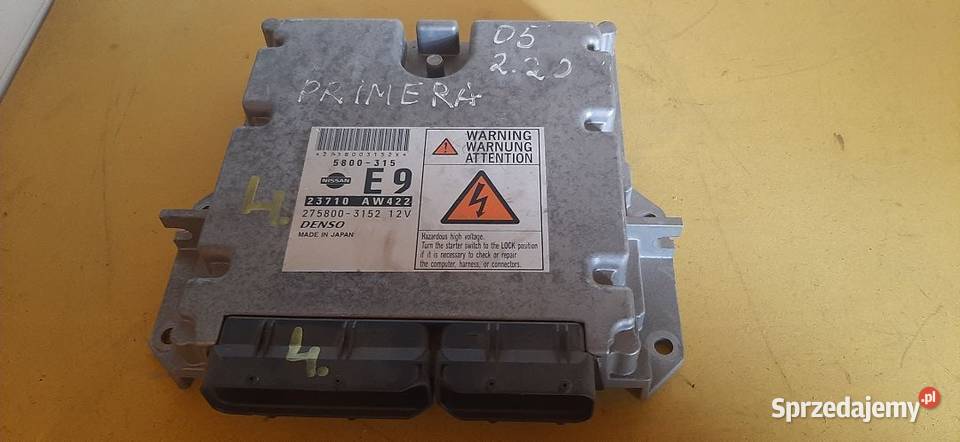 05
2.2D
PRIMERA
5800-315
NISSAN
E9
23710 AW422
275800-3152 12V
DENSO
MADE IN JAPAN
WARNING
WARNUNG
ATTENTION
Hazardous high voltage.
Turn the starter switch to the LOCK position
if it is necessary to check or repair
the computer, harness, or connectors.
4.
4.
Sprzedajemy.pl